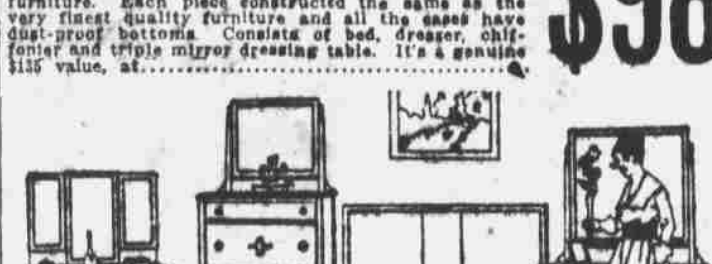 furniture. Each piece constructed the same as the
very finest quality furniture and all the cases have
dust-proof bottoms Consists of bed, dresser, chif-
fonier and triple mirror dressing table. It's a genuine
$135 value, at
$98